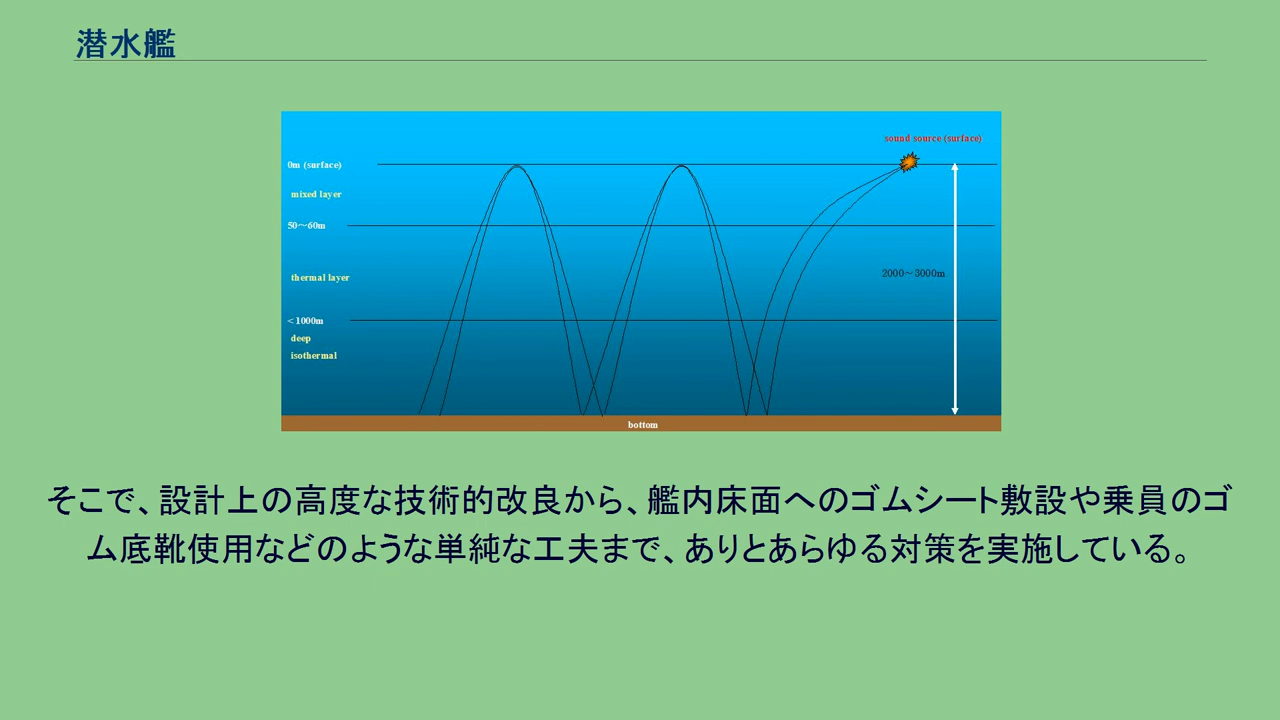 潜水艦
sound source (surface)
0m (surface)
mixed layer
50～60m
thermal layer
2000～3000m
< 1000m
deep
isothermal
bottom
そこで、設計上の高度な技術的改良から、艦内床面へのゴムシート敷設や乗員のゴ
ム底靴使用などのような単純な工夫まで、ありとあらゆる対策を実施している。